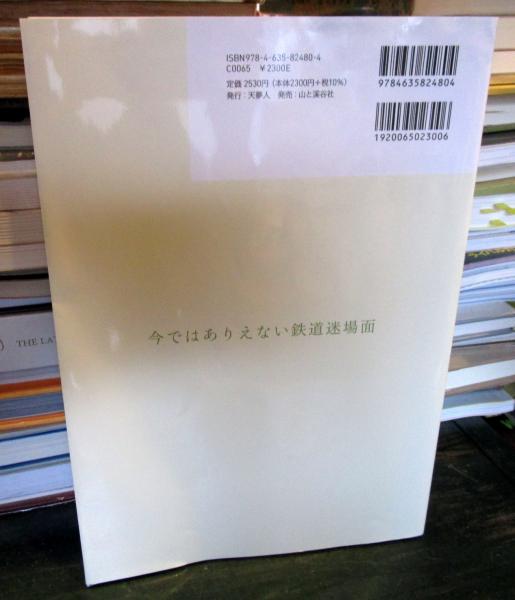 ISBN978-4-635-82480-4
C0065 ¥2300E
定価 2530円 (本体2300円+税10%)
発行:天夢人 発売:山と溪谷社
9784635824804
1920065023006
今ではありえない鉄道迷場面
THE LA